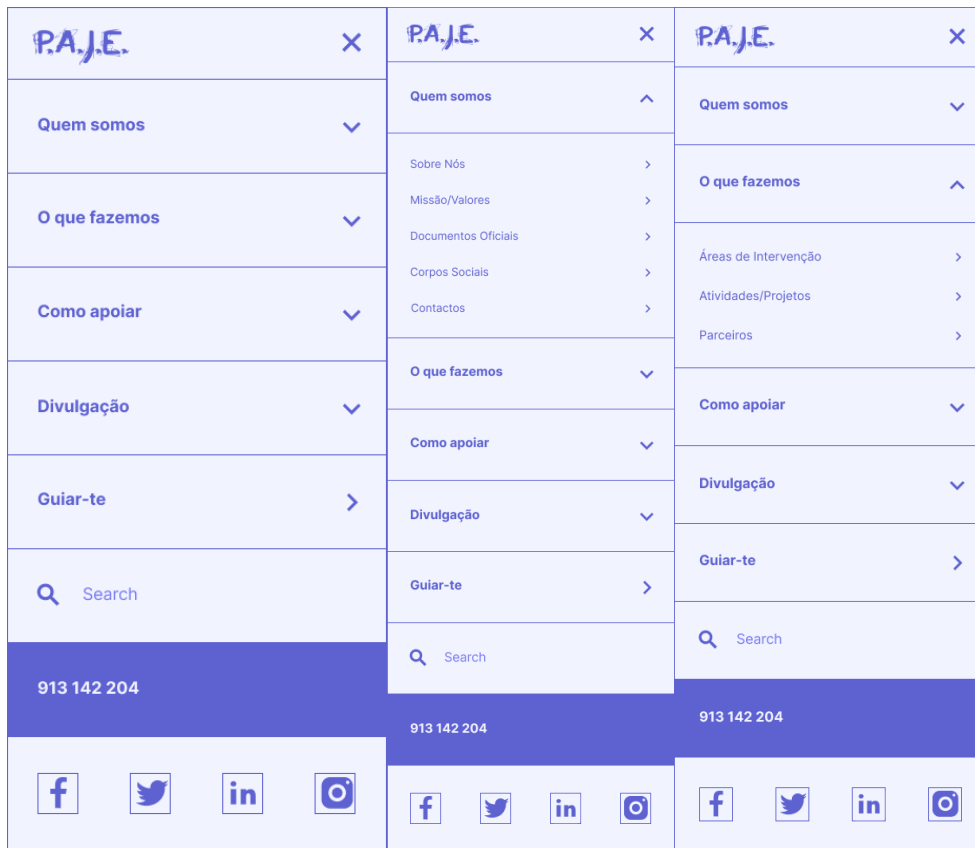 P.A.J.E.
Quem somos
O que fazemos
Como apoiar
Divulgação
Guiar-te
Search
913 142 204
P.A.J.E.
Quem somos
Sobre Nós
Missão/Valores
Documentos Oficiais
Corpos Sociais
Contactos
O que fazemos
Como apoiar
Divulgação
Guiar-te
Search
913 142 204
P.A.J.E.
Quem somos
O que fazemos
Áreas de Intervenção
Atividades/Projetos
Parceiros
Como apoiar
Divulgação
Guiar-te
Search
913 142 204